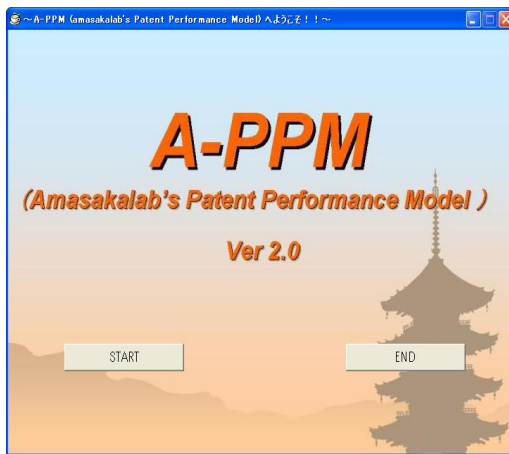 ～A-PPM (amasakalab's Patent Performance Model) へようこそ！！～
A-PPM
(Amasakalab's Patent Performance Model )
Ver 2.0
START
END